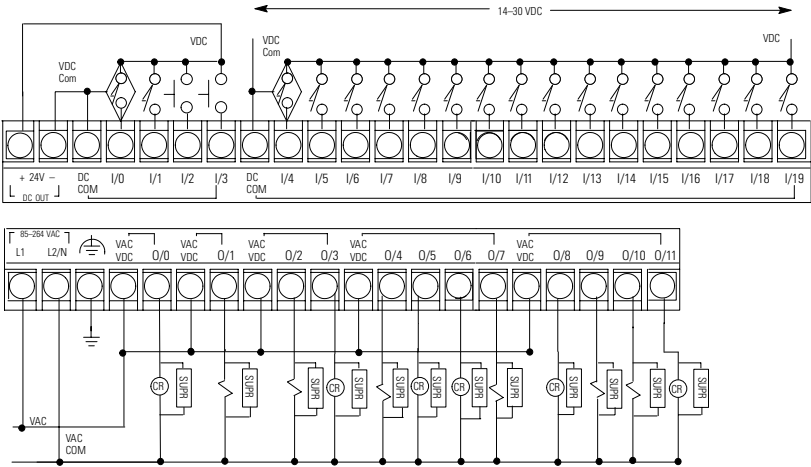 14–30 VDC
VDC
VDC
Com
VDC
Com
VDC
+ 24V –
DC OUT
DC
COM
I/0
I/1
I/2
I/3
DC
COM
I/4
I/5
I/6
I/7
I/8
I/9
I/10
I/11
I/12
I/13
I/14
I/15
I/16
I/17
I/18
I/19
85–264 VAC
L1
L2/N
VAC
VDC
O/0
VAC
VDC
O/1
VAC
VDC
O/2
O/3
VAC
VDC
O/4
O/5
O/6
O/7
VAC
VDC
O/8
O/9
O/10
O/11
CR
SUPR
SUPR
SUPR
CR
SUPR
SUPR
CR
SUPR
CR
SUPR
SUPR
CR
SUPR
SUPR
SUPR
CR
SUPR
VAC
VAC
COM